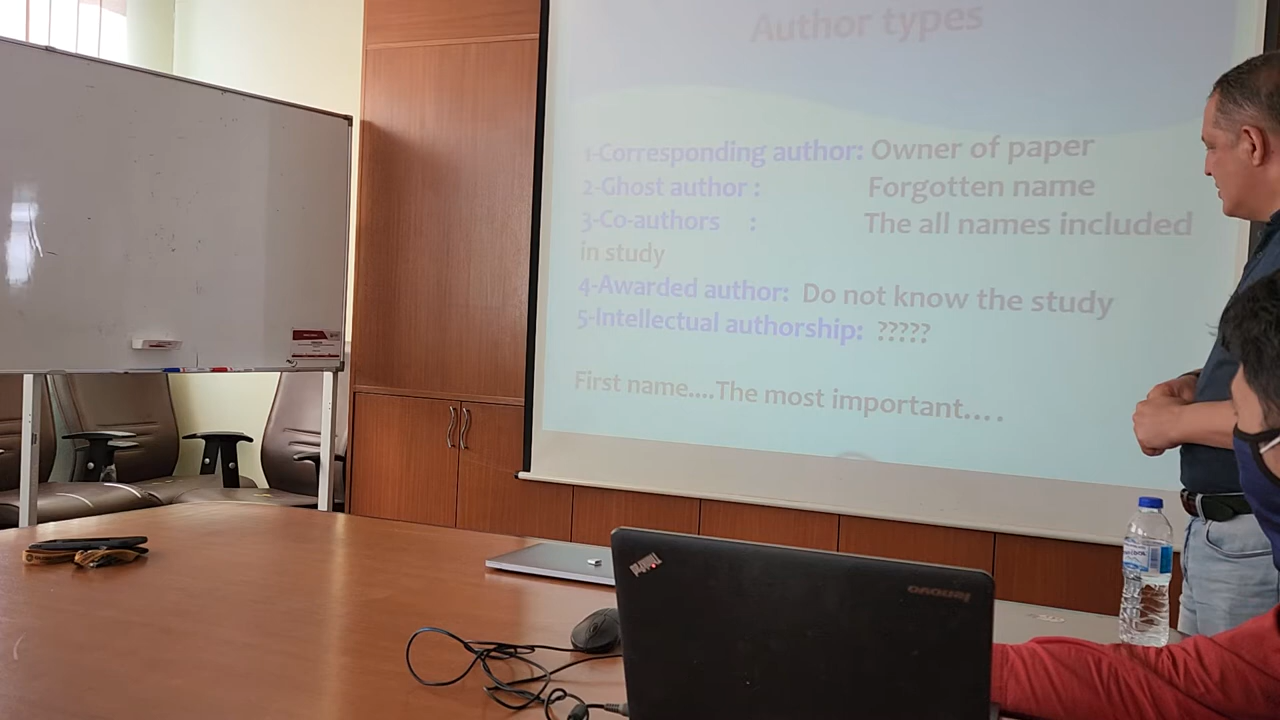 Author types
1-Corresponding author: Owner of paper
2-Ghost author : Forgotten name
3-Co-authors : The all names included
in study
4-Awarded author: Do not know the study
5-Intellectual authorship: ?????
First name....The most important....
ThinkPad
lenovo